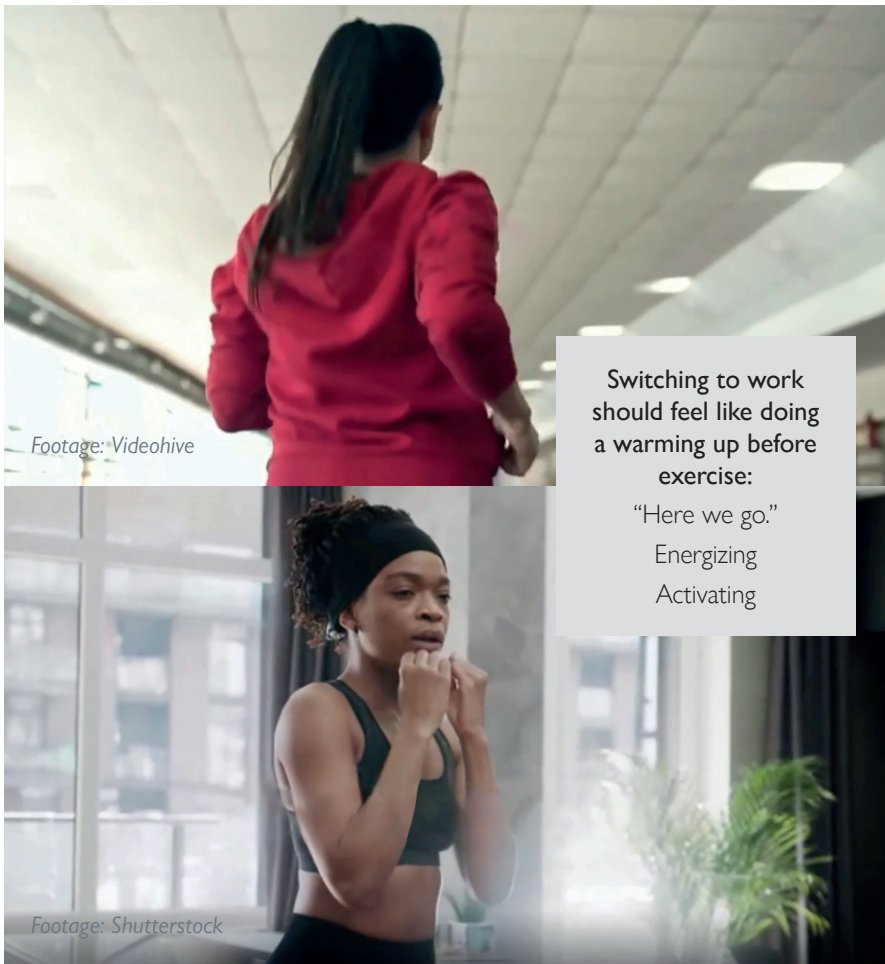 Footage: Videohive
Switching to work
should feel like doing
a warming up before
exercise:
“Here we go.”
Energizing
Activating
Footage: Shutterstock